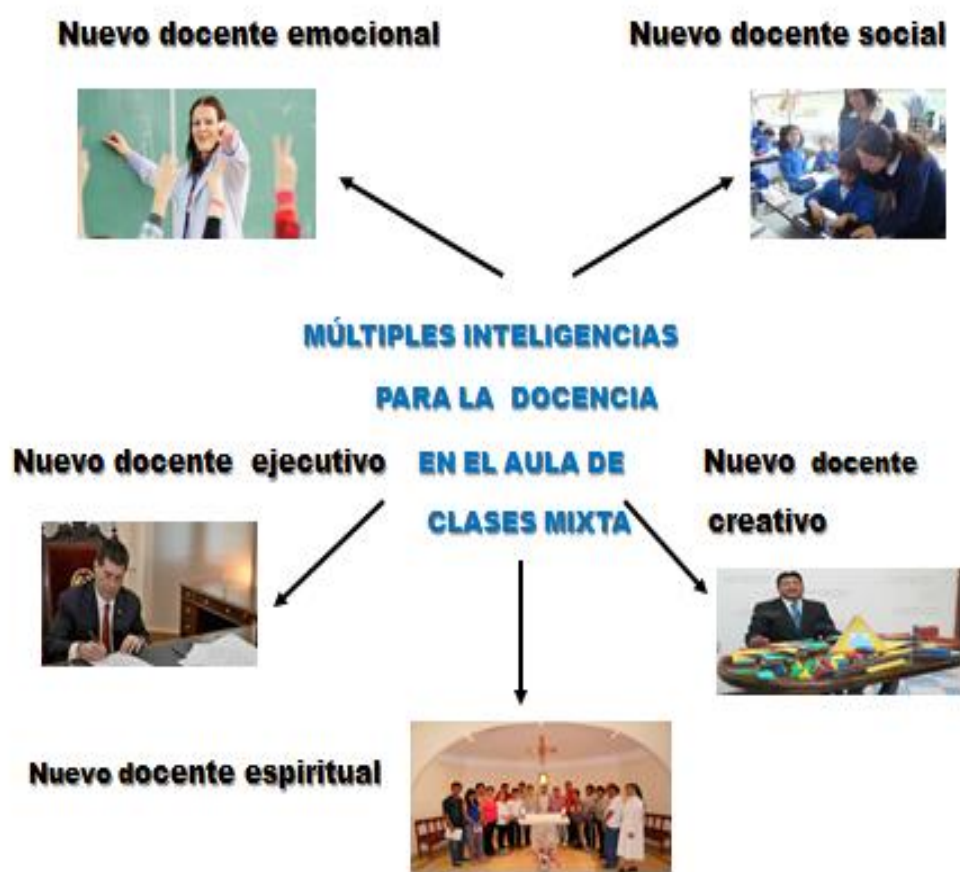 Nuevo docente emocional
Nuevo docente social
MÚLTIPLES INTELIGENCIAS
PARA LA DOCENCIA
EN EL AULA DE
CLASES MIXTA
Nuevo docente ejecutivo
Nuevo docente
creativo
Nuevo docente espiritual